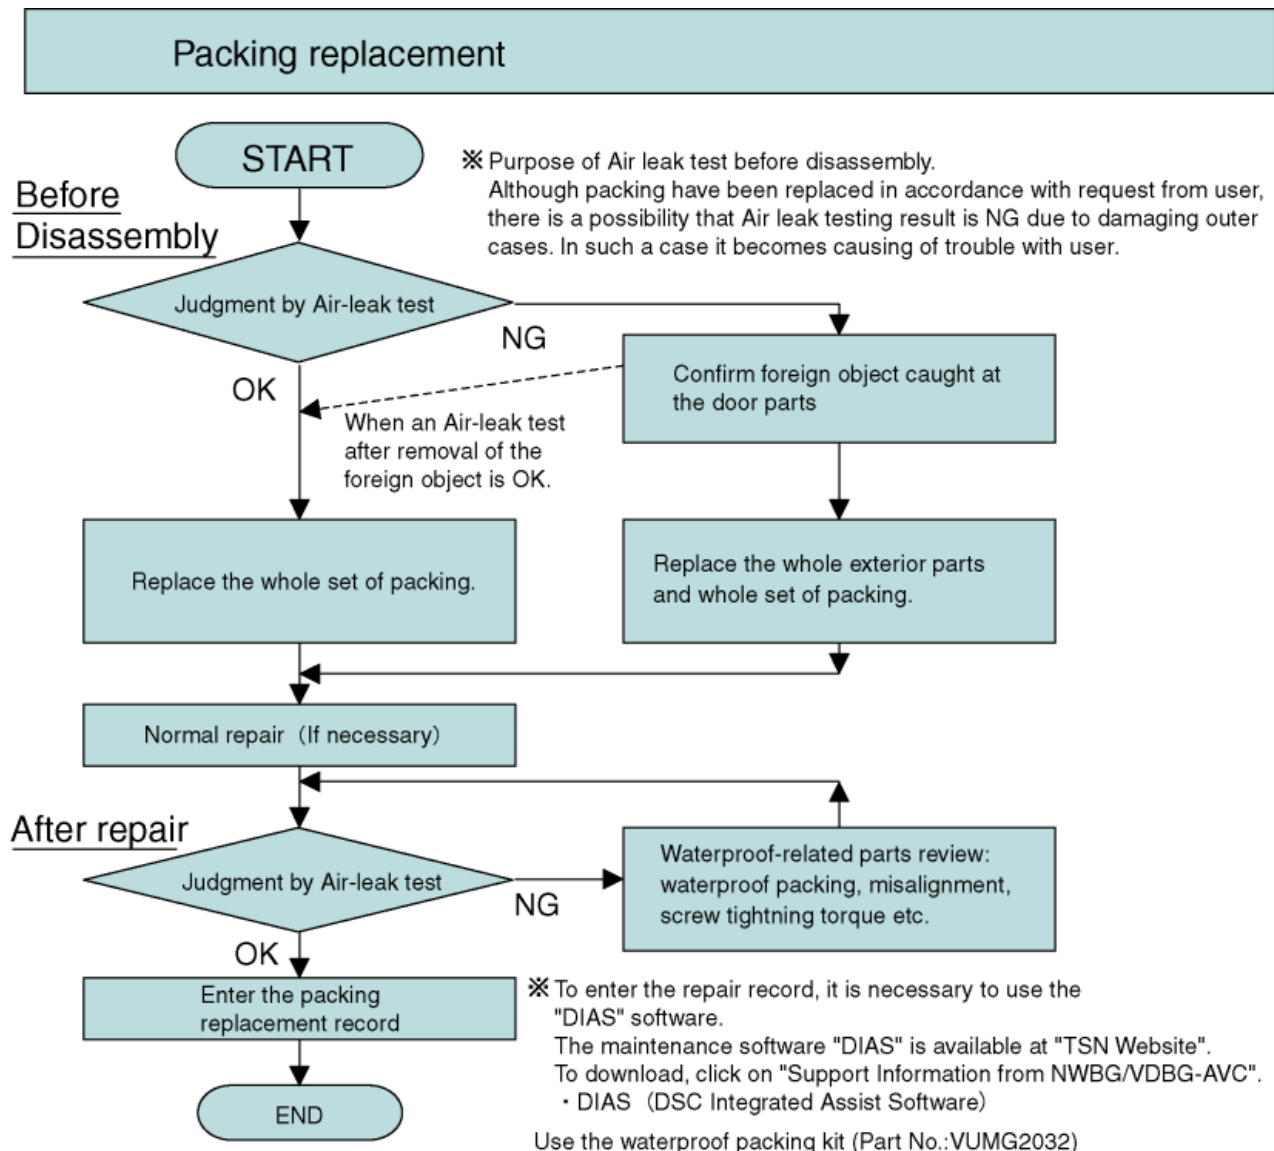 Packing replacement
START
※ Purpose of Air leak test before disassembly.
Although packing have been replaced in accordance with request from user,
there is a possibility that Air leak testing result is NG due to damaging outer
cases. In such a case it becomes causing of trouble with user.
Before
Disassembly
Judgment by Air-leak test
NG
OK
Confirm foreign object caught at
the door parts
When an Air-leak test
after removal of the
foreign object is OK.
Replace the whole set of packing.
Replace the whole exterior parts
and whole set of packing.
Normal repair (If necessary)
After repair
Judgment by Air-leak test
NG
Waterproof-related parts review:
waterproof packing, misalignment,
screw tightning torque etc.
OK
Enter the packing
replacement record
※ To enter the repair record, it is necessary to use the
"DIAS" software.
The maintenance software "DIAS" is available at "TSN Website".
To download, click on "Support Information from NWBG/VDBG-AVC".
・DIAS (DSC Integrated Assist Software)
END
Use the waterproof packing kit (Part No.:VUMG2032)